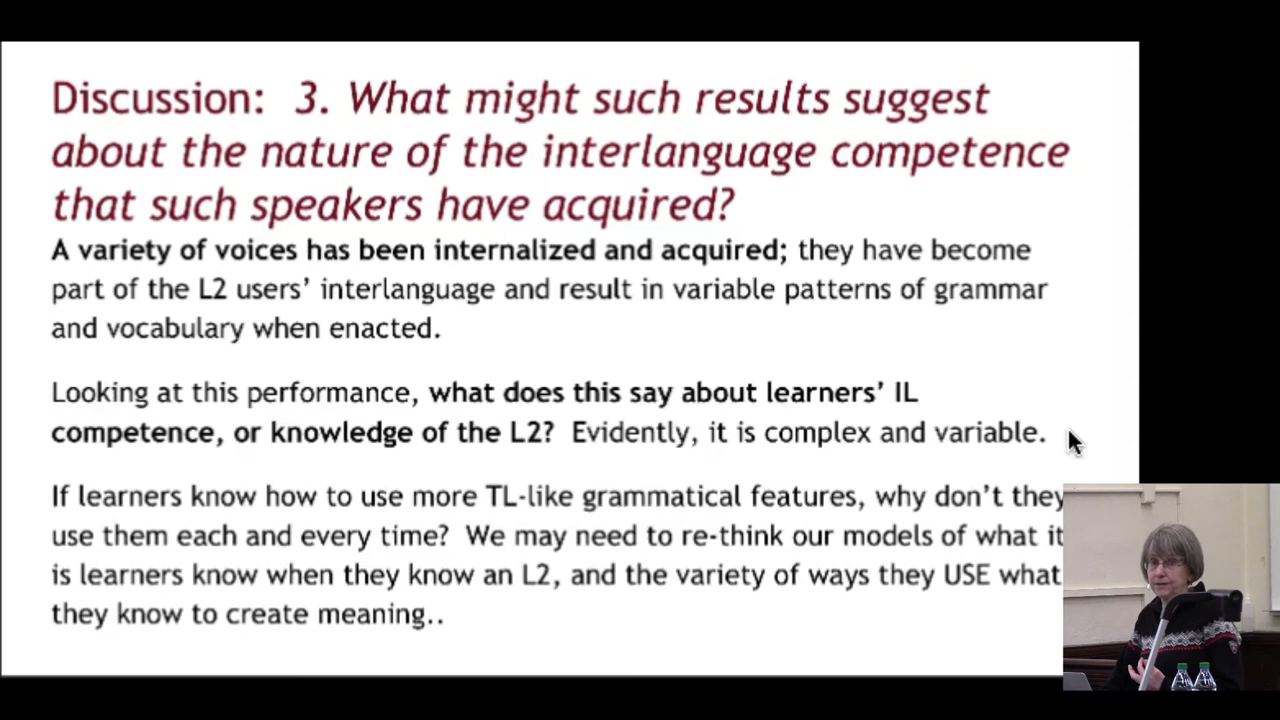 Discussion: 3. What might such results suggest
about the nature of the interlanguage competence
that such speakers have acquired?
A variety of voices has been internalized and acquired; they have become
part of the L2 users’ interlanguage and result in variable patterns of grammar
and vocabulary when enacted.
Looking at this performance, what does this say about learners’ IL
competence, or knowledge of the L2? Evidently, it is complex and variable.
If learners know how to use more TL-like grammatical features, why don’t they
use them each and every time? We may need to re-think our models of what it
is learners know when they know an L2, and the variety of ways they USE what
they know to create meaning..